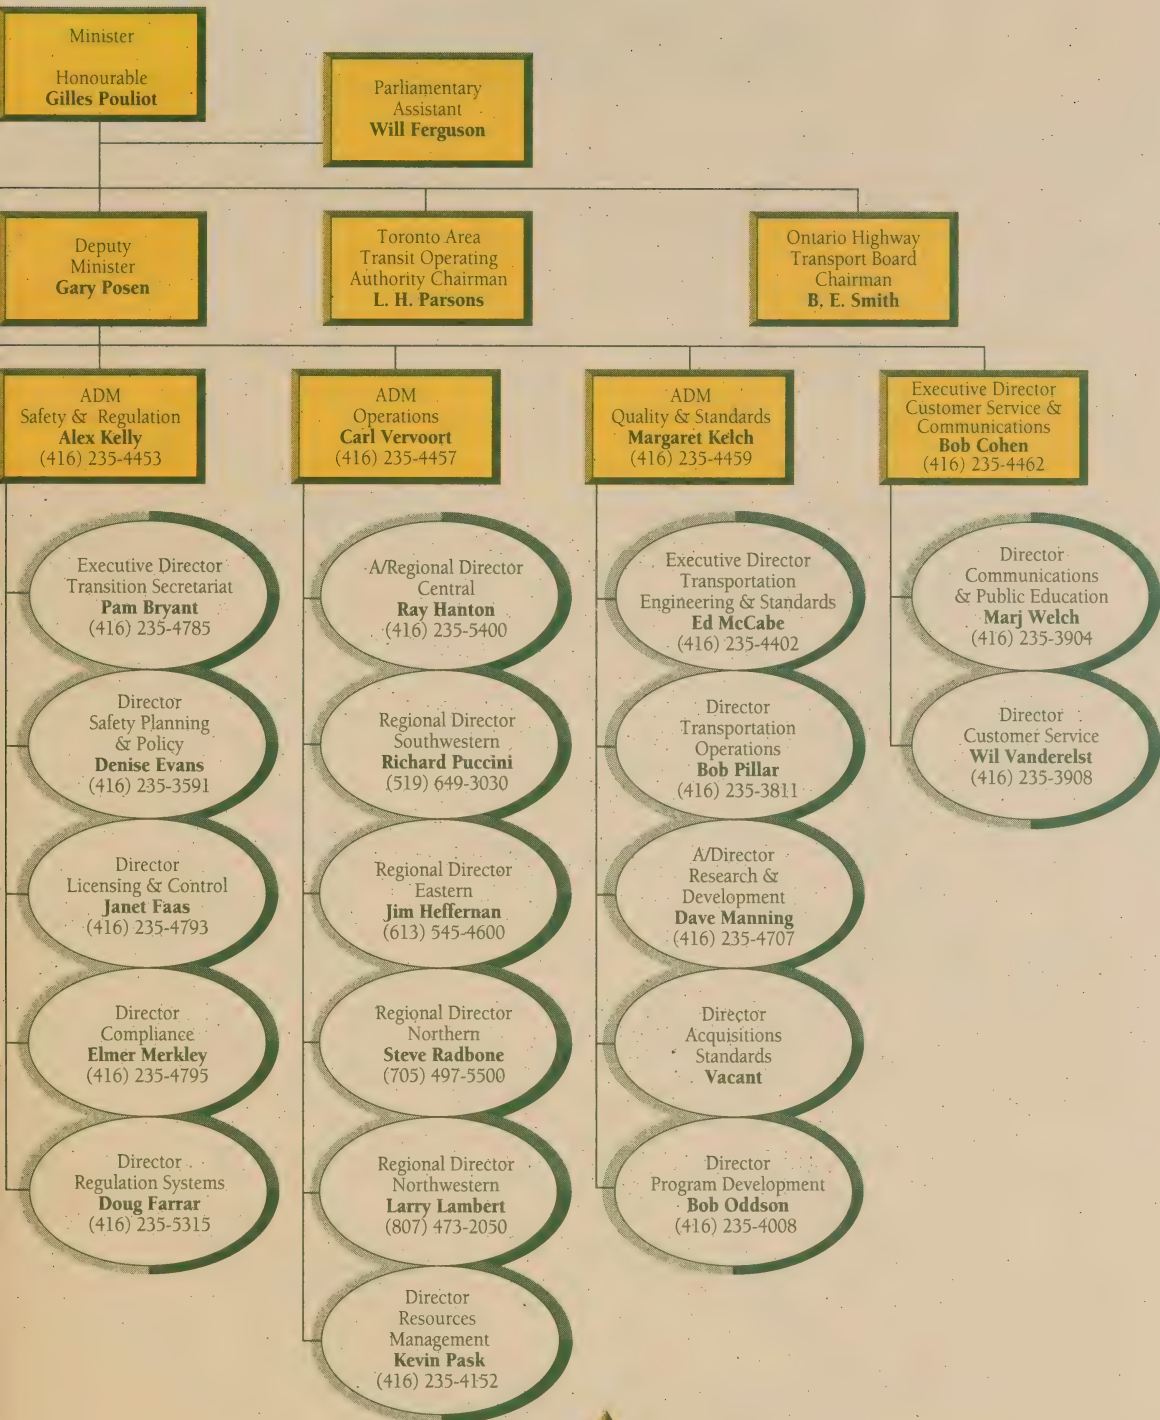 Minister
Honourable
Gilles Pouliot
Parliamentary
Assistant
Will Ferguson
Deputy
Minister
Gary Posen
Toronto Area
Transit Operating
Authority Chairman
L. H. Parsons
Ontario Highway
Transport Board
Chairman
B. E. Smith
ADM
Safety & Regulation
Alex Kelly
(416) 235-4453
ADM
Operations
Carl Vervoort
(416) 235-4457
ADM
Quality & Standards
Margaret Kelch
(416) 235-4459
Executive Director
Customer Service &
Communications
Bob Cohen
(416) 235-4462
Executive Director
Transition Secretariat
Pam Bryant
(416) 235-4785
Director
Safety Planning
& Policy
Denise Evans
(416) 235-3591
Director
Licensing & Control
Janet Faas
(416) 235-4793
Director
Compliance
Elmer Merkley
(416) 235-4795
Director
Regulation Systems
Doug Farrar
(416) 235-5315
A/Regional Director
Central
Ray Hanton
(416) 235-5400
Regional Director
Southwestern
Richard Puccini
(519) 649-3030
Regional Director
Eastern
Jim Heffernan
(613) 545-4600
Regional Director
Northern
Steve Radbone
(705) 497-5500
Regional Director
Northwestern
Larry Lambert
(807) 473-2050
Director
Resources
Management
Kevin Pask
(416) 235-4152
Executive Director
Transportation
Engineering & Standards
Ed McCabe
(416) 235-4402
Director
Transportation
Operations
Bob Pillar
(416) 235-3811
A/Director
Research &
Development
Dave Manning
(416) 235-4707
Director
Acquisitions
Standards
Vacant
Director
Program Development
Bob Oddson
(416) 235-4008
Director
Communications
& Public Education
Marj Welch
(416) 235-3904
Director
Customer Service
Wil Vanderelst
(416) 235-3908